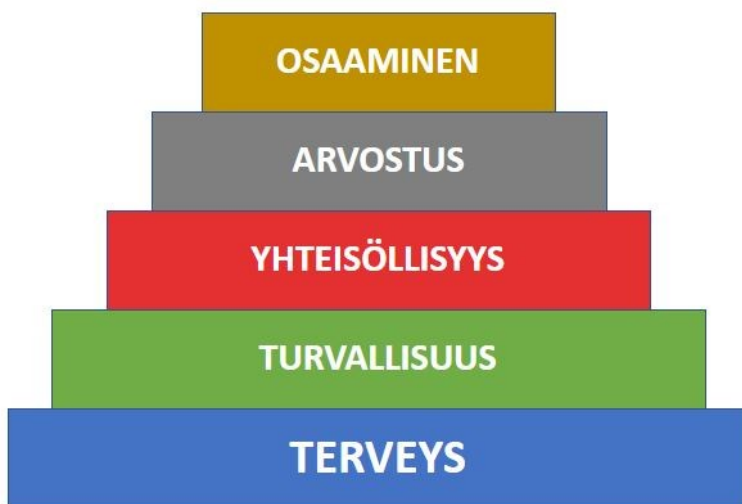 OSAAMINEN
ARVOSTUS
YHTEISÖLLISYYS
TURVALLISUUS
TERVEYS